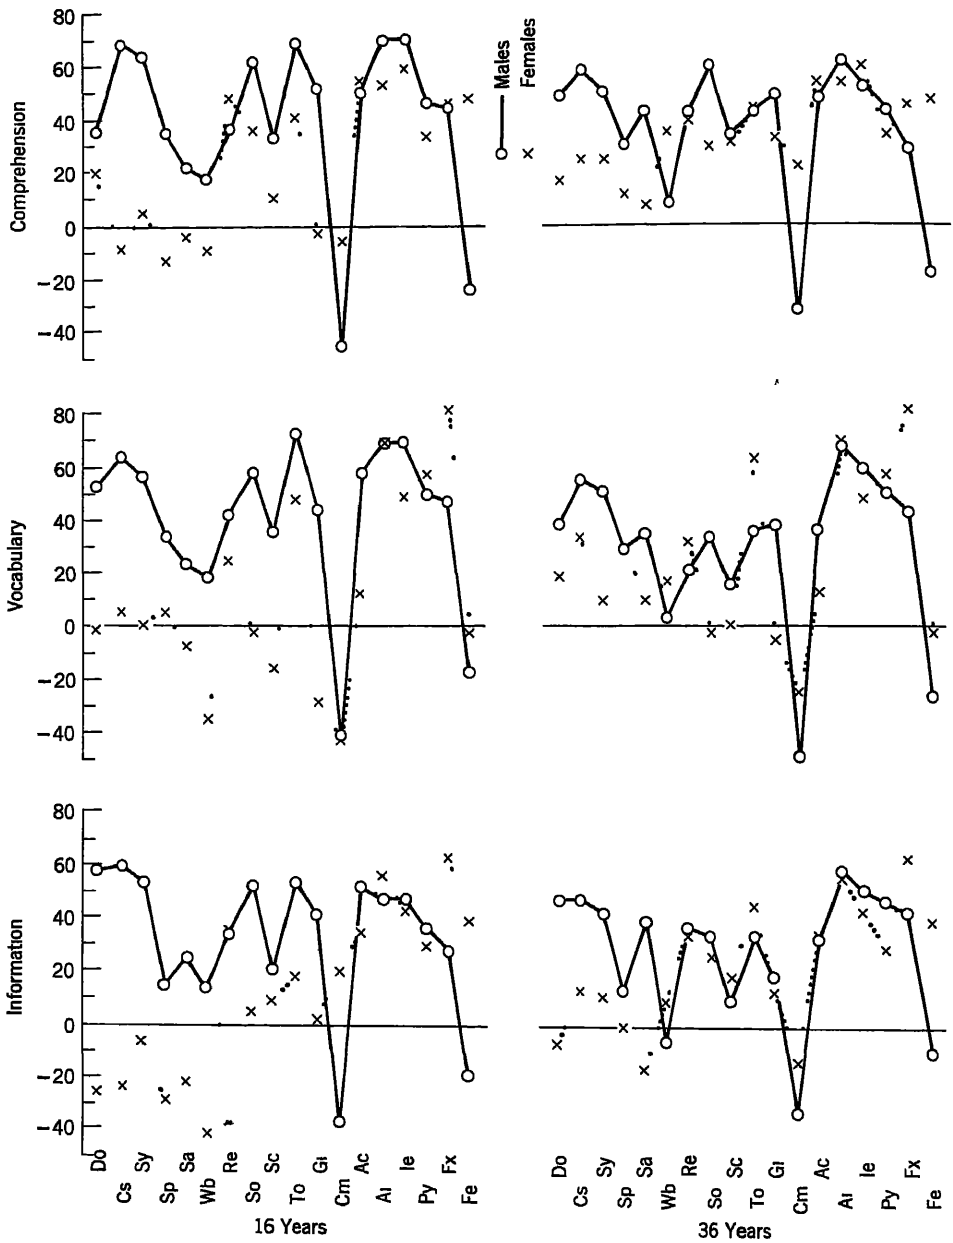 Comprehension
80
60
40
20
0
−20
−40
Males
Females
Vocabulary
80
60
40
20
0
−20
−40
Information
80
60
40
20
0
−20
−40
Do
Cs
Sy
Sp
Sa
Wb
Re
So
Sc
To
Gi
Cm
Ac
Ai
Ie
Py
Fx
Fe
16 Years
Do
Cs
Sy
Sp
Sa
Wb
Re
So
Sc
To
Gi
Cm
Ac
Ai
Ie
Py
Fx
Fe
36 Years